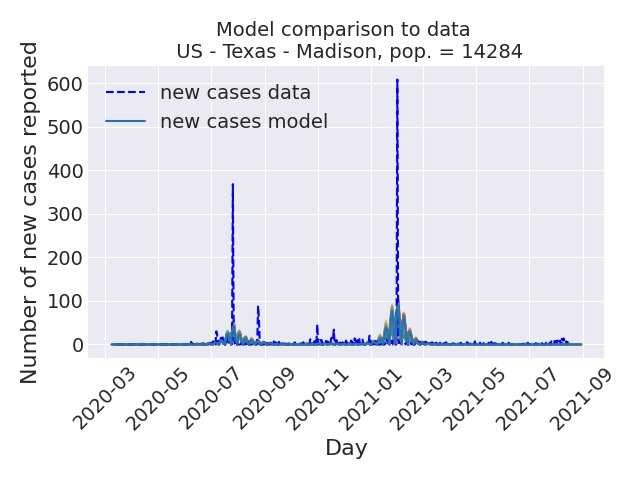 Model comparison to data
US - Texas - Madison, pop. = 14284
Number of new cases reported
600
500
400
300
200
100
0
new cases data
new cases model
2020-03
2020-05
2020-07
2020-09
2020-11
2021-01
2021-03
2021-05
2021-07
2021-09
Day